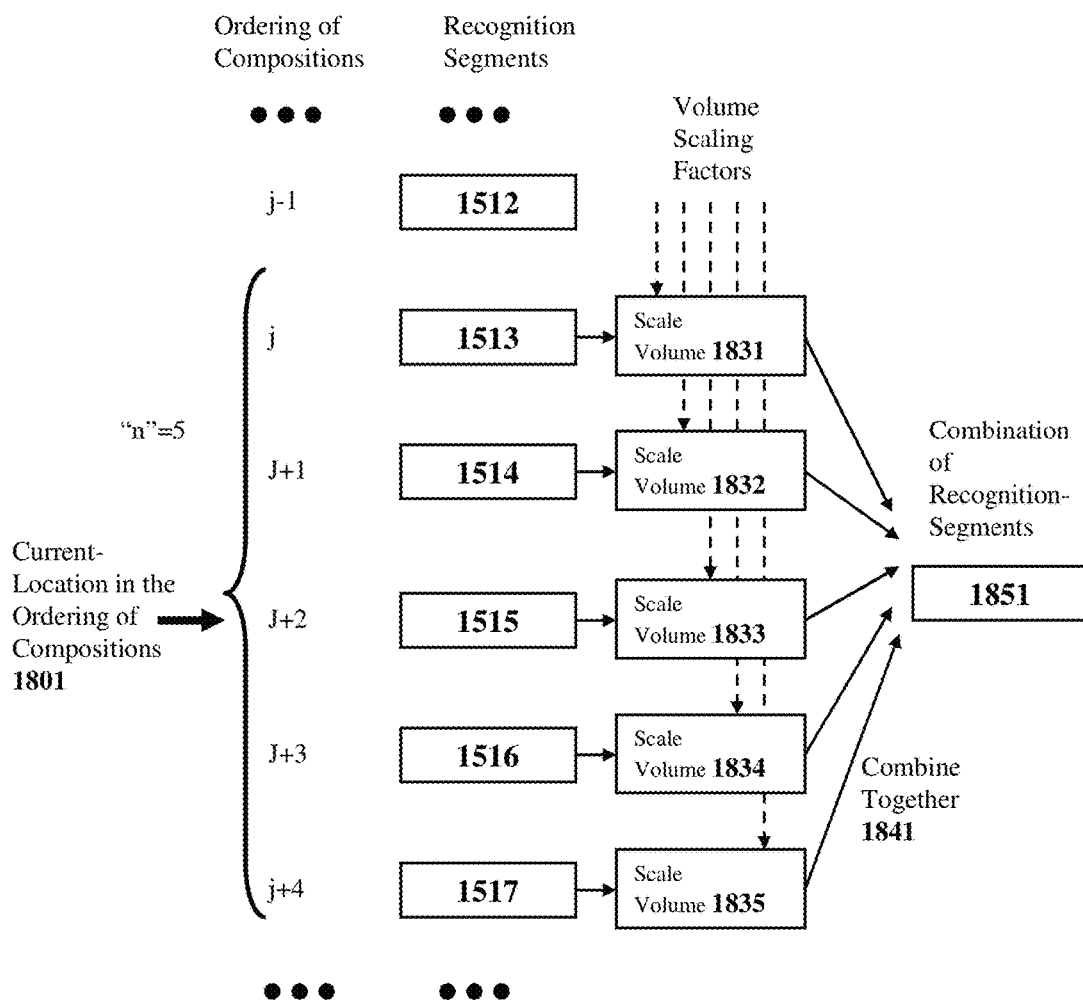 Ordering of
Compositions
Recognition
Segments
Volume
Scaling
Factors
j-1
1512
j
1513
Scale
Volume 1831
“n”=5
J+1
1514
Scale
Volume 1832
Combination
of
Recognition-
Segments
1851
Current-
Location in the
Ordering of
Compositions
1801
J+2
1515
Scale
Volume 1833
J+3
1516
Scale
Volume 1834
Combine
Together
1841
j+4
1517
Scale
Volume 1835